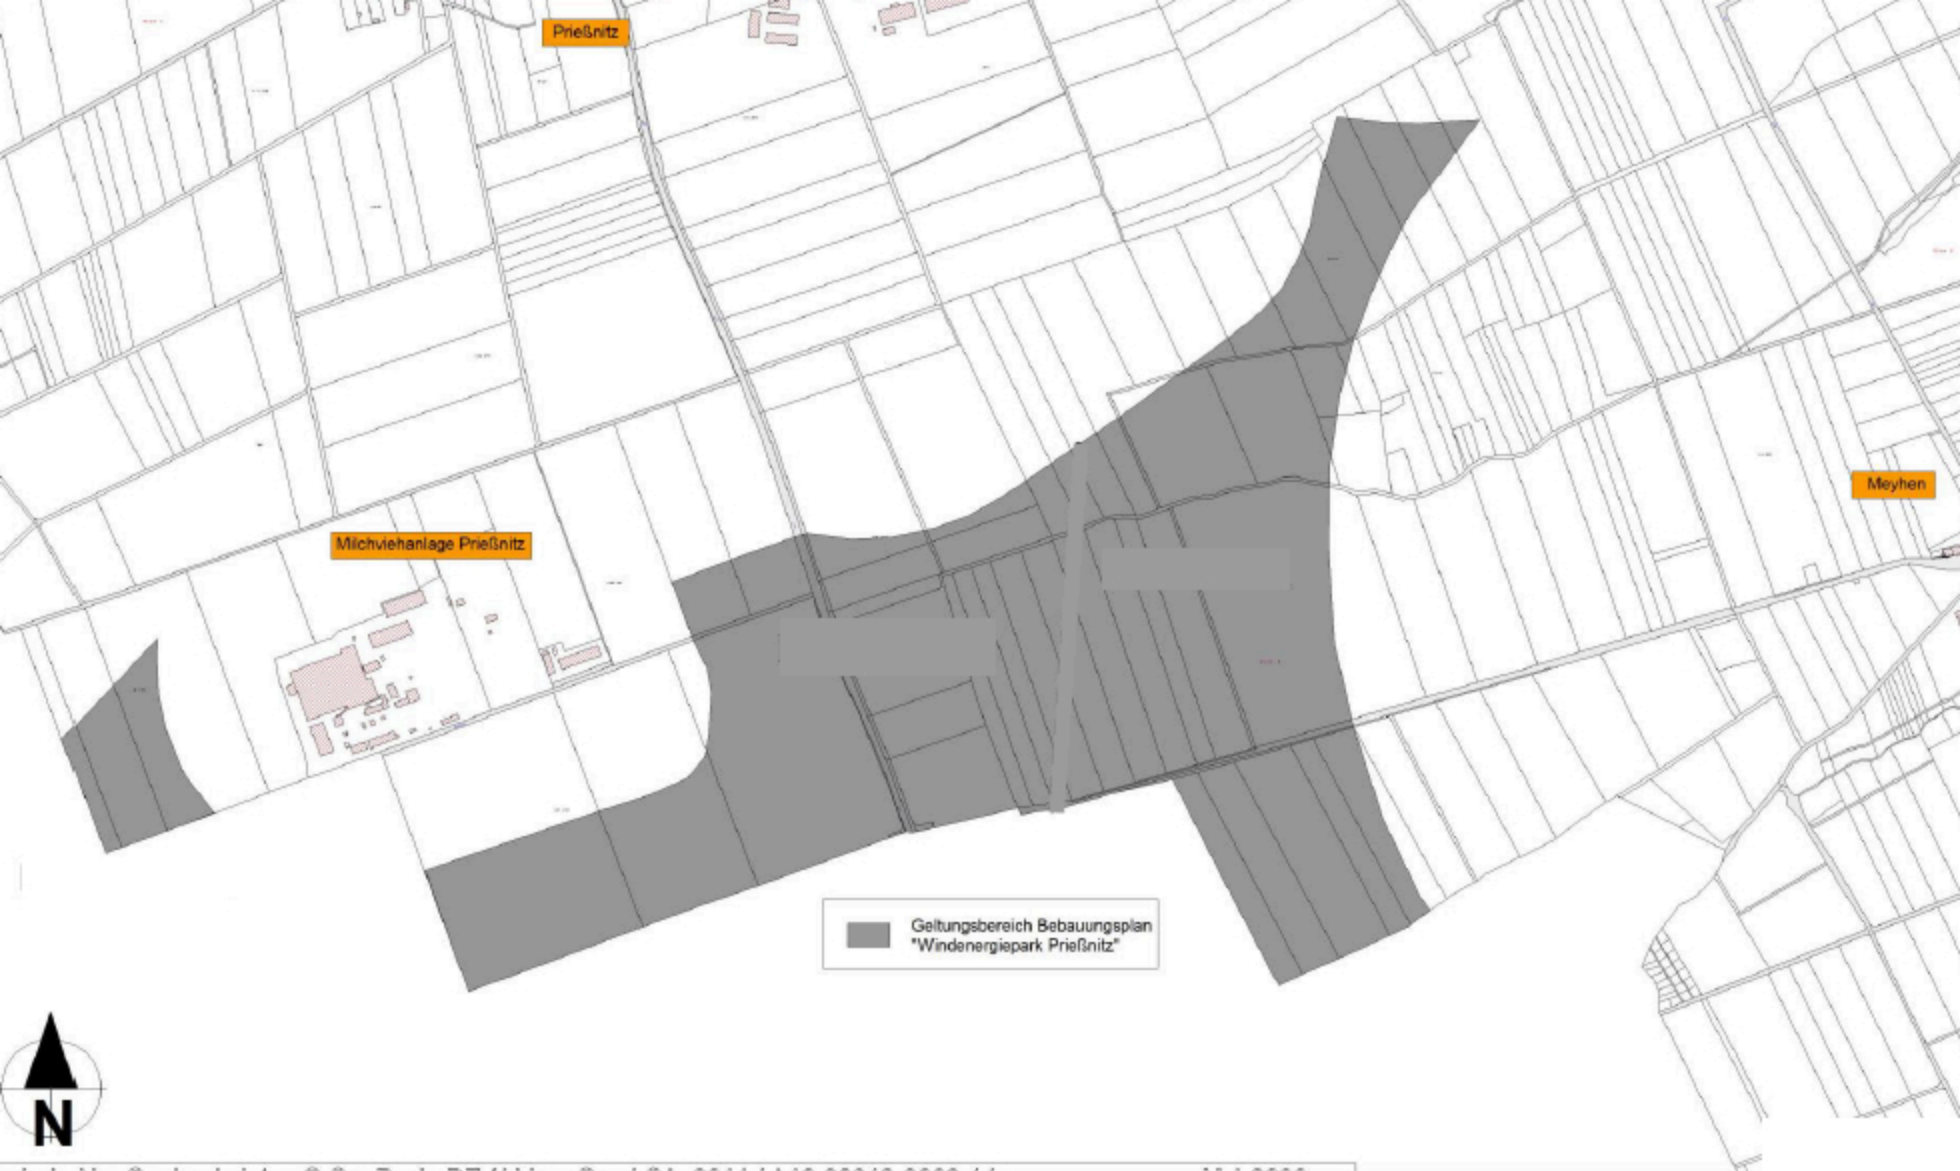 Prießnitz
Meyhen
Milchviehanlage Prießnitz
Geltungsbereich Bebauungsplan
"Windenergiepark Prießnitz"
N